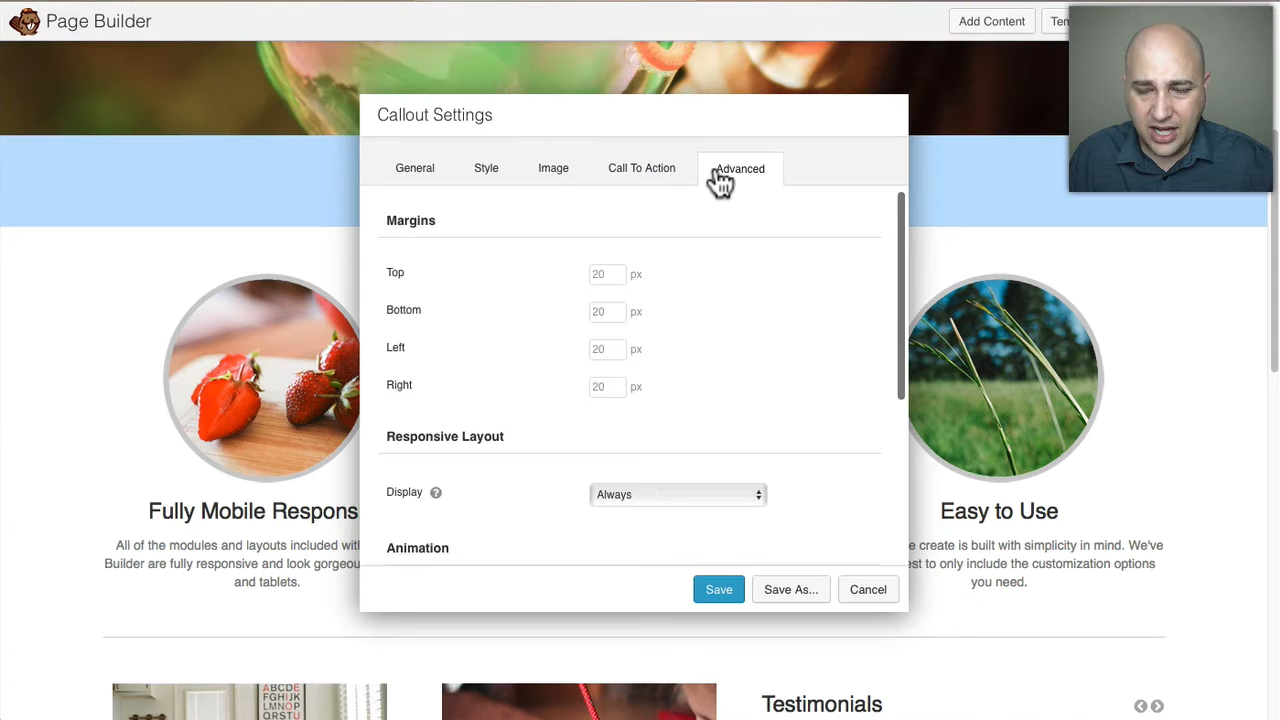 Page Builder
Add Content
Callout Settings
General
Style
Image
Call To Action
Advanced
Margins
Top
20 px
Bottom
20 px
Left
20 px
Right
20 px
Responsive Layout
Display ?
Always
Animation
Save
Save As...
Cancel
Fully Mobile Respons
All of the modules and layouts included
Builder are fully responsive and look
and tablets.
Easy to Use
create is built with simplicity in mind. We've
to only include the customization options
you need.
ABCDE
FGHIJ
KLMNO
Testimonials